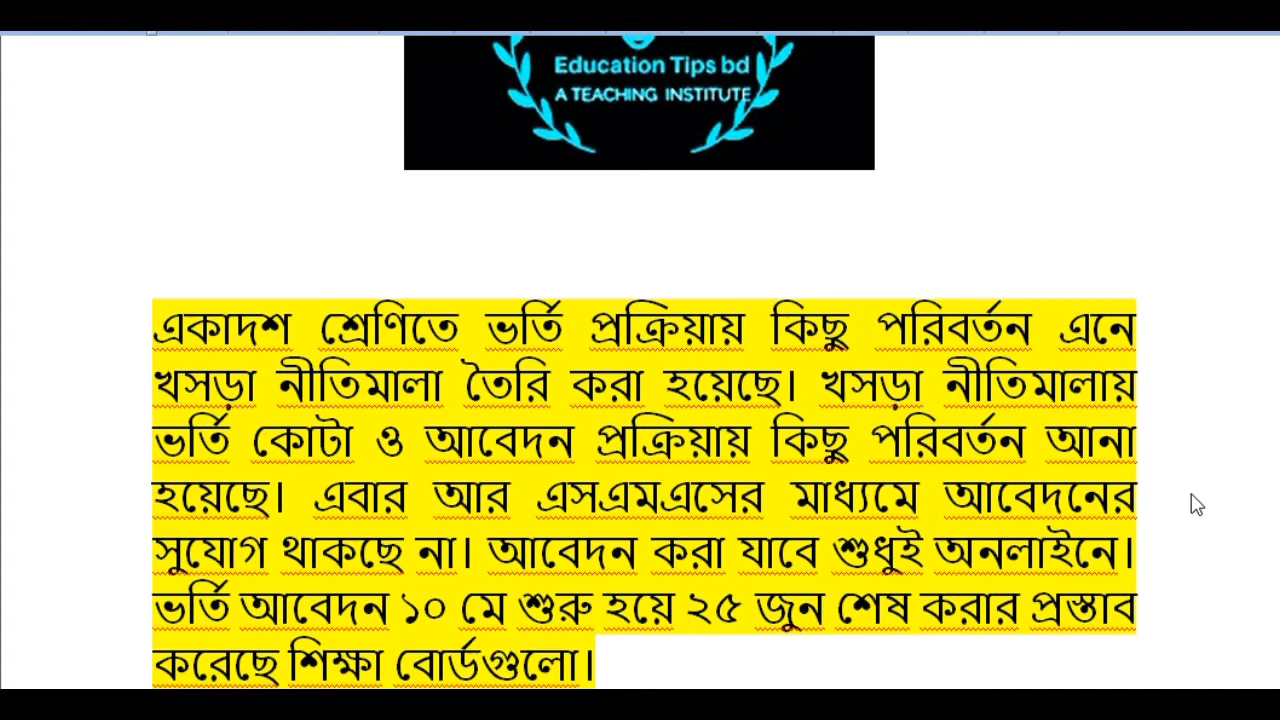 Education Tips bd
A TEACHING INSTITUTE
একাদশ শ্রেণিতে ভর্তি প্রক্রিয়ায় কিছু পরিবর্তন এনে
খসড়া নীতিমালা তৈরি করা হয়েছে। খসড়া নীতিমালায়
ভর্তি কোটা ও আবেদন প্রক্রিয়ায় কিছু পরিবর্তন আনা
হয়েছে। এবার আর এসএমএসের মাধ্যমে আবেদনের
সুযোগ থাকছে না। আবেদন করা যাবে শুধুই অনলাইনে।
ভর্তি আবেদন ১০ মে শুরু হয়ে ২৫ জুন শেষ করার প্রস্তাব
করেছে শিক্ষা বোর্ডগুলো।